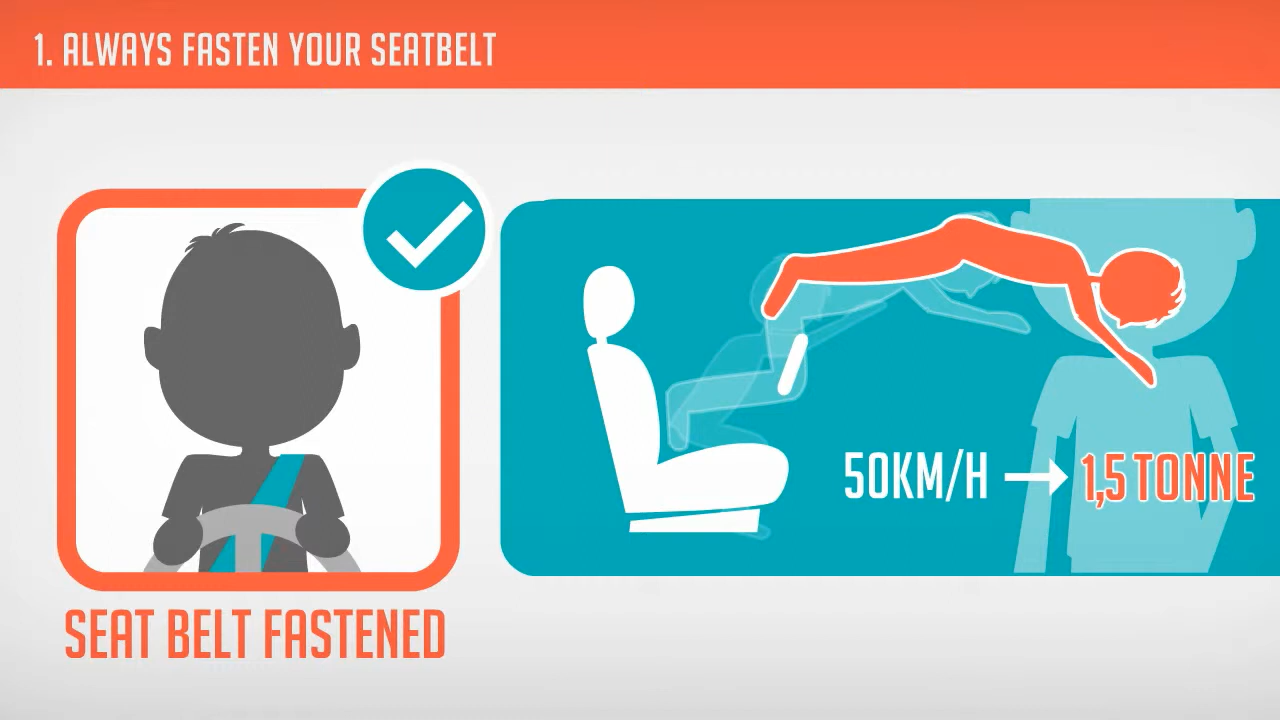 1. ALWAYS FASTEN YOUR SEATBELT
50KM/H → 1,5 TONNE
SEAT BELT FASTENED